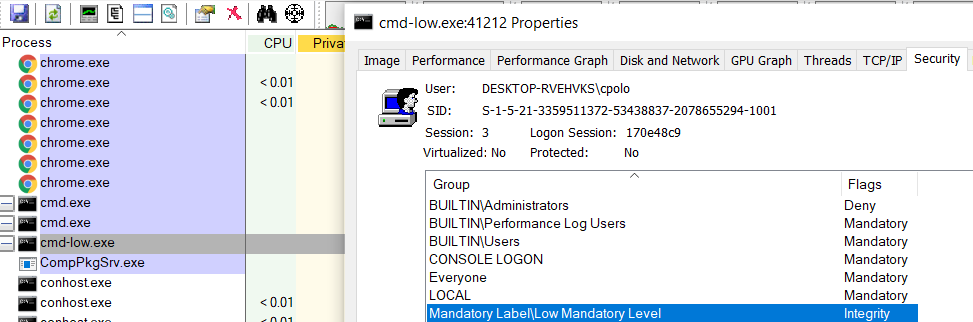 cmd-low.exe:41212 Properties
Process
CPU
Privat
chrome.exe
chrome.exe < 0.01
chrome.exe < 0.01
chrome.exe
chrome.exe
chrome.exe
chrome.exe
cmd.exe
cmd.exe
cmd-low.exe
CompPkgSrv.exe
conhost.exe
conhost.exe < 0.01
conhost.exe < 0.01
Image
Performance
Performance Graph
Disk and Network
GPU Graph
Threads
TCP/IP
Security
User: DESKTOP-RVEHVKS\cpolo
SID: S-1-5-21-3359511372-53438837-2078655294-1001
Session: 3 Logon Session: 170e48c9
Virtualized: No Protected: No
Group Flags
BUILTIN\Administrators Deny
BUILTIN\Performance Log Users Mandatory
BUILTIN\Users Mandatory
CONSOLE LOGON Mandatory
Everyone Mandatory
LOCAL Mandatory
Mandatory Label\Low Mandatory Level Integrity